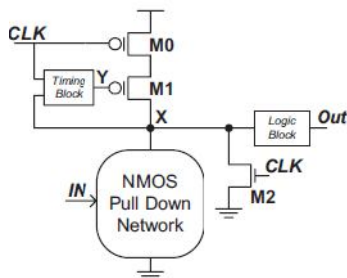 CLK
M0
Timing
Block
Y
M1
X
Logic
Block
Out
CLK
M2
IN
NMOS
Pull Down
Network